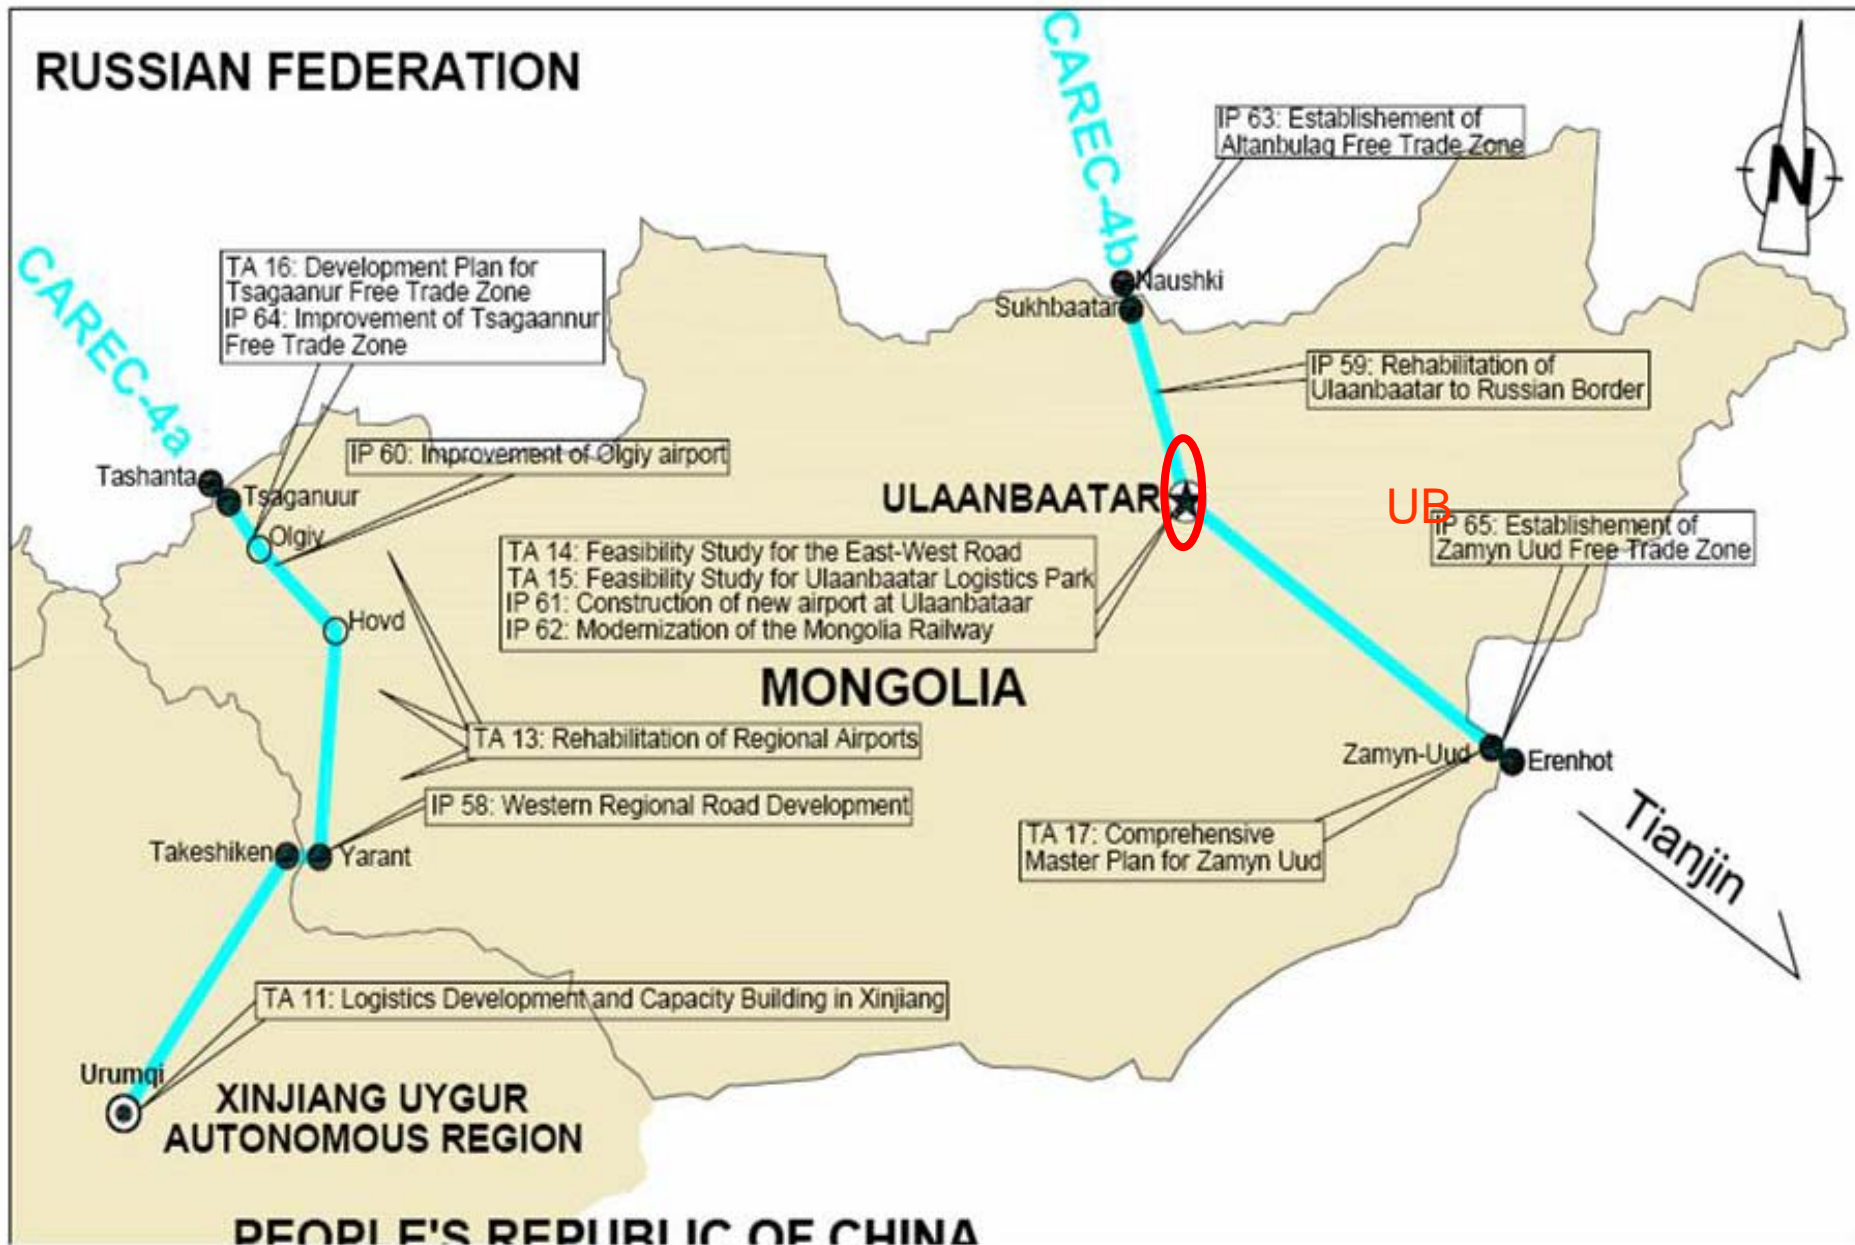 RUSSIAN FEDERATION
CAREC-4b
N
IP 63: Establishement of
Altanbulag Free Trade Zone
CAREC-4a
TA 16: Development Plan for
Tsagaanur Free Trade Zone
IP 64: Improvement of Tsagaannur
Free Trade Zone
Naushki
Sukhbaatar
IP 59: Rehabilitation of
Ulaanbaatar to Russian Border
IP 60: Improvement of Olgiy airport
Tashanta
Tsaganuur
ULAANBAATAR
UB
Olgiy
IP 65: Establishement of
Zamyn Uud Free Trade Zone
TA 14: Feasibility Study for the East-West Road
TA 15: Feasibility Study for Ulaanbaatar Logistics Park
IP 61: Construction of new airport at Ulaanbataar
IP 62: Modernization of the Mongolia Railway
Hovd
MONGOLIA
TA 13: Rehabilitation of Regional Airports
Zamyn-Uud
Erenhot
IP 58: Western Regional Road Development
TA 17: Comprehensive
Master Plan for Zamyn Uud
Tianjin
Takeshiken
Yarant
TA 11: Logistics Development and Capacity Building in Xinjiang
Urumqi
XINJIANG UYGUR
AUTONOMOUS REGION
PEOPLE'S REPUBLIC OF CHINA